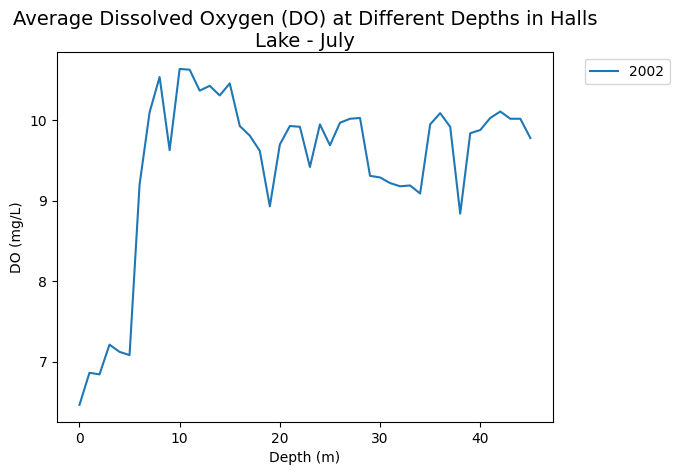 Average Dissolved Oxygen (DO) at Different Depths in Halls
Lake - July
2002
DO (mg/L)
10
9
8
7
0
10
20
30
40
Depth (m)